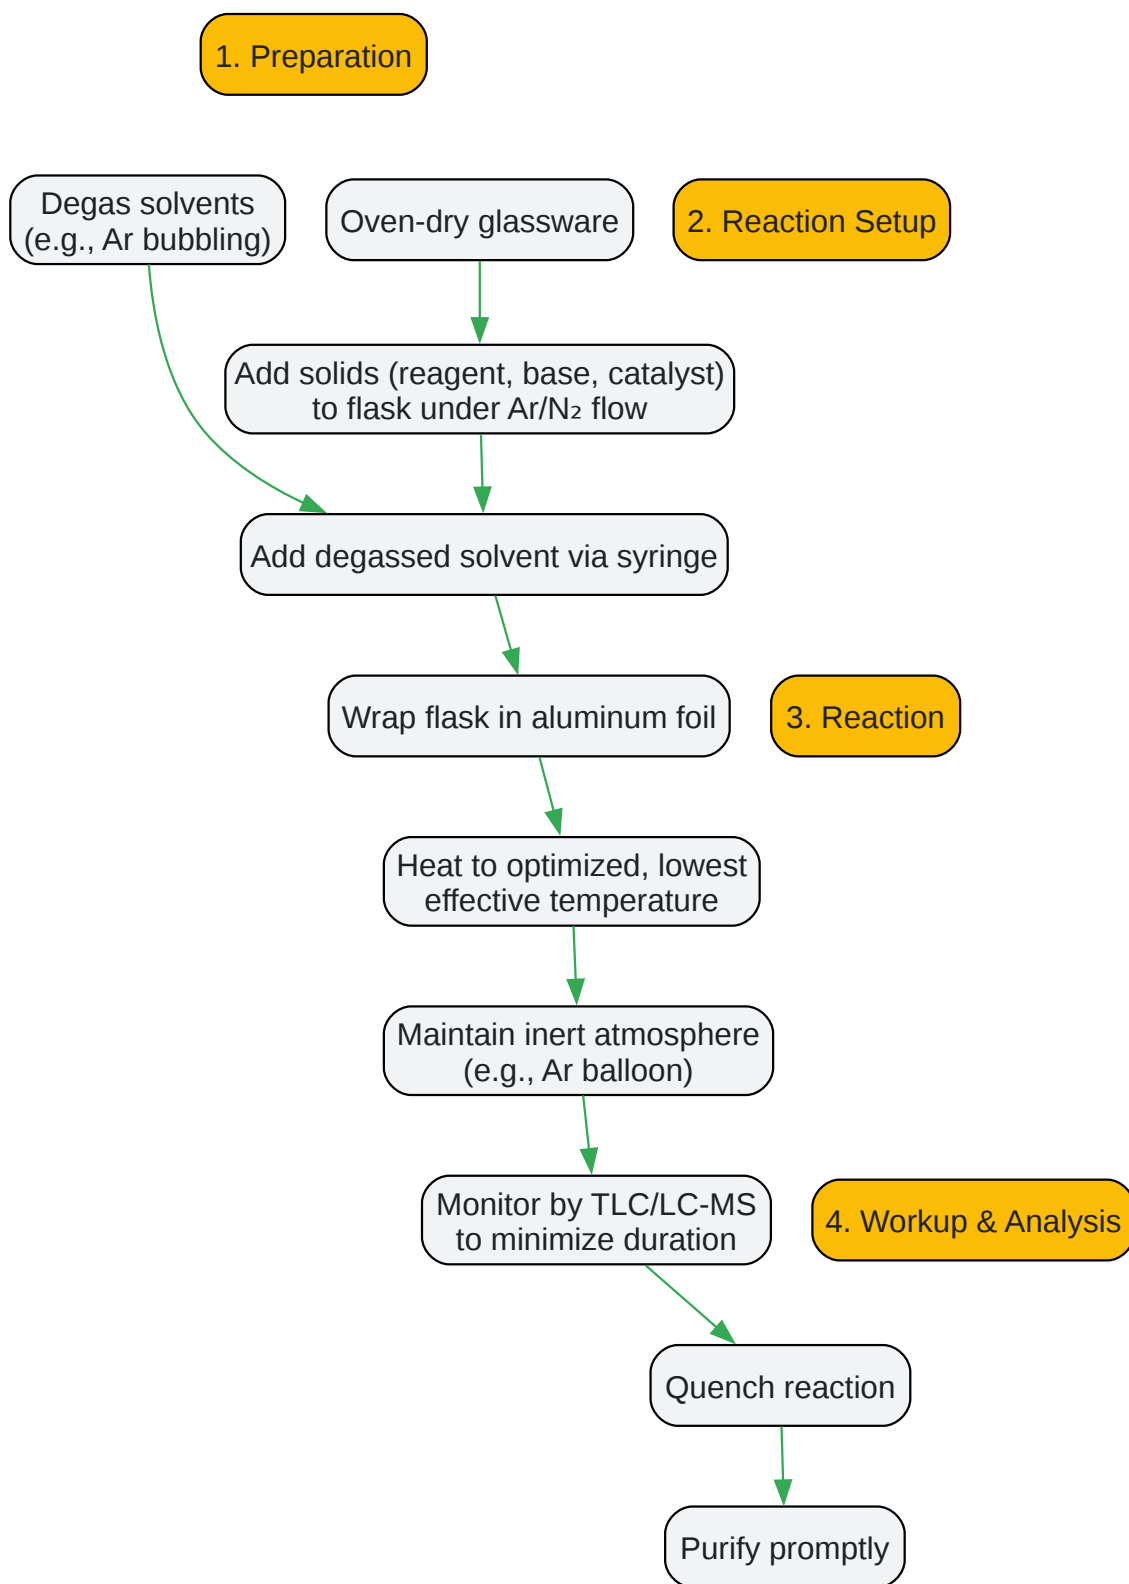 1. Preparation
Degas solvents
(e.g., Ar bubbling)
Oven-dry glassware
2. Reaction Setup
Add solids (reagent, base, catalyst)
to flask under Ar/N₂ flow
Add degassed solvent via syringe
Wrap flask in aluminum foil
3. Reaction
Heat to optimized, lowest
effective temperature
Maintain inert atmosphere
(e.g., Ar balloon)
Monitor by TLC/LC-MS
to minimize duration
4. Workup & Analysis
Quench reaction
Purify promptly